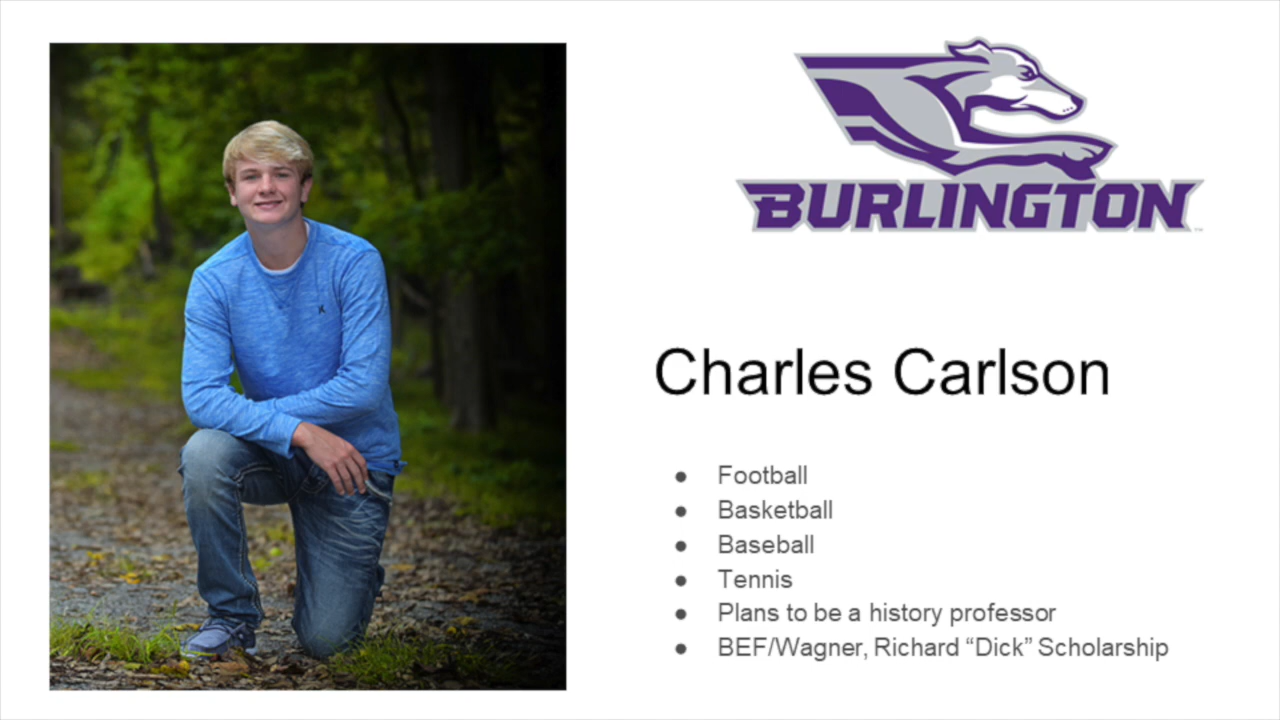 BURLINGTON
Charles Carlson
● Football
● Basketball
● Baseball
● Tennis
● Plans to be a history professor
● BEF/Wagner, Richard “Dick” Scholarship